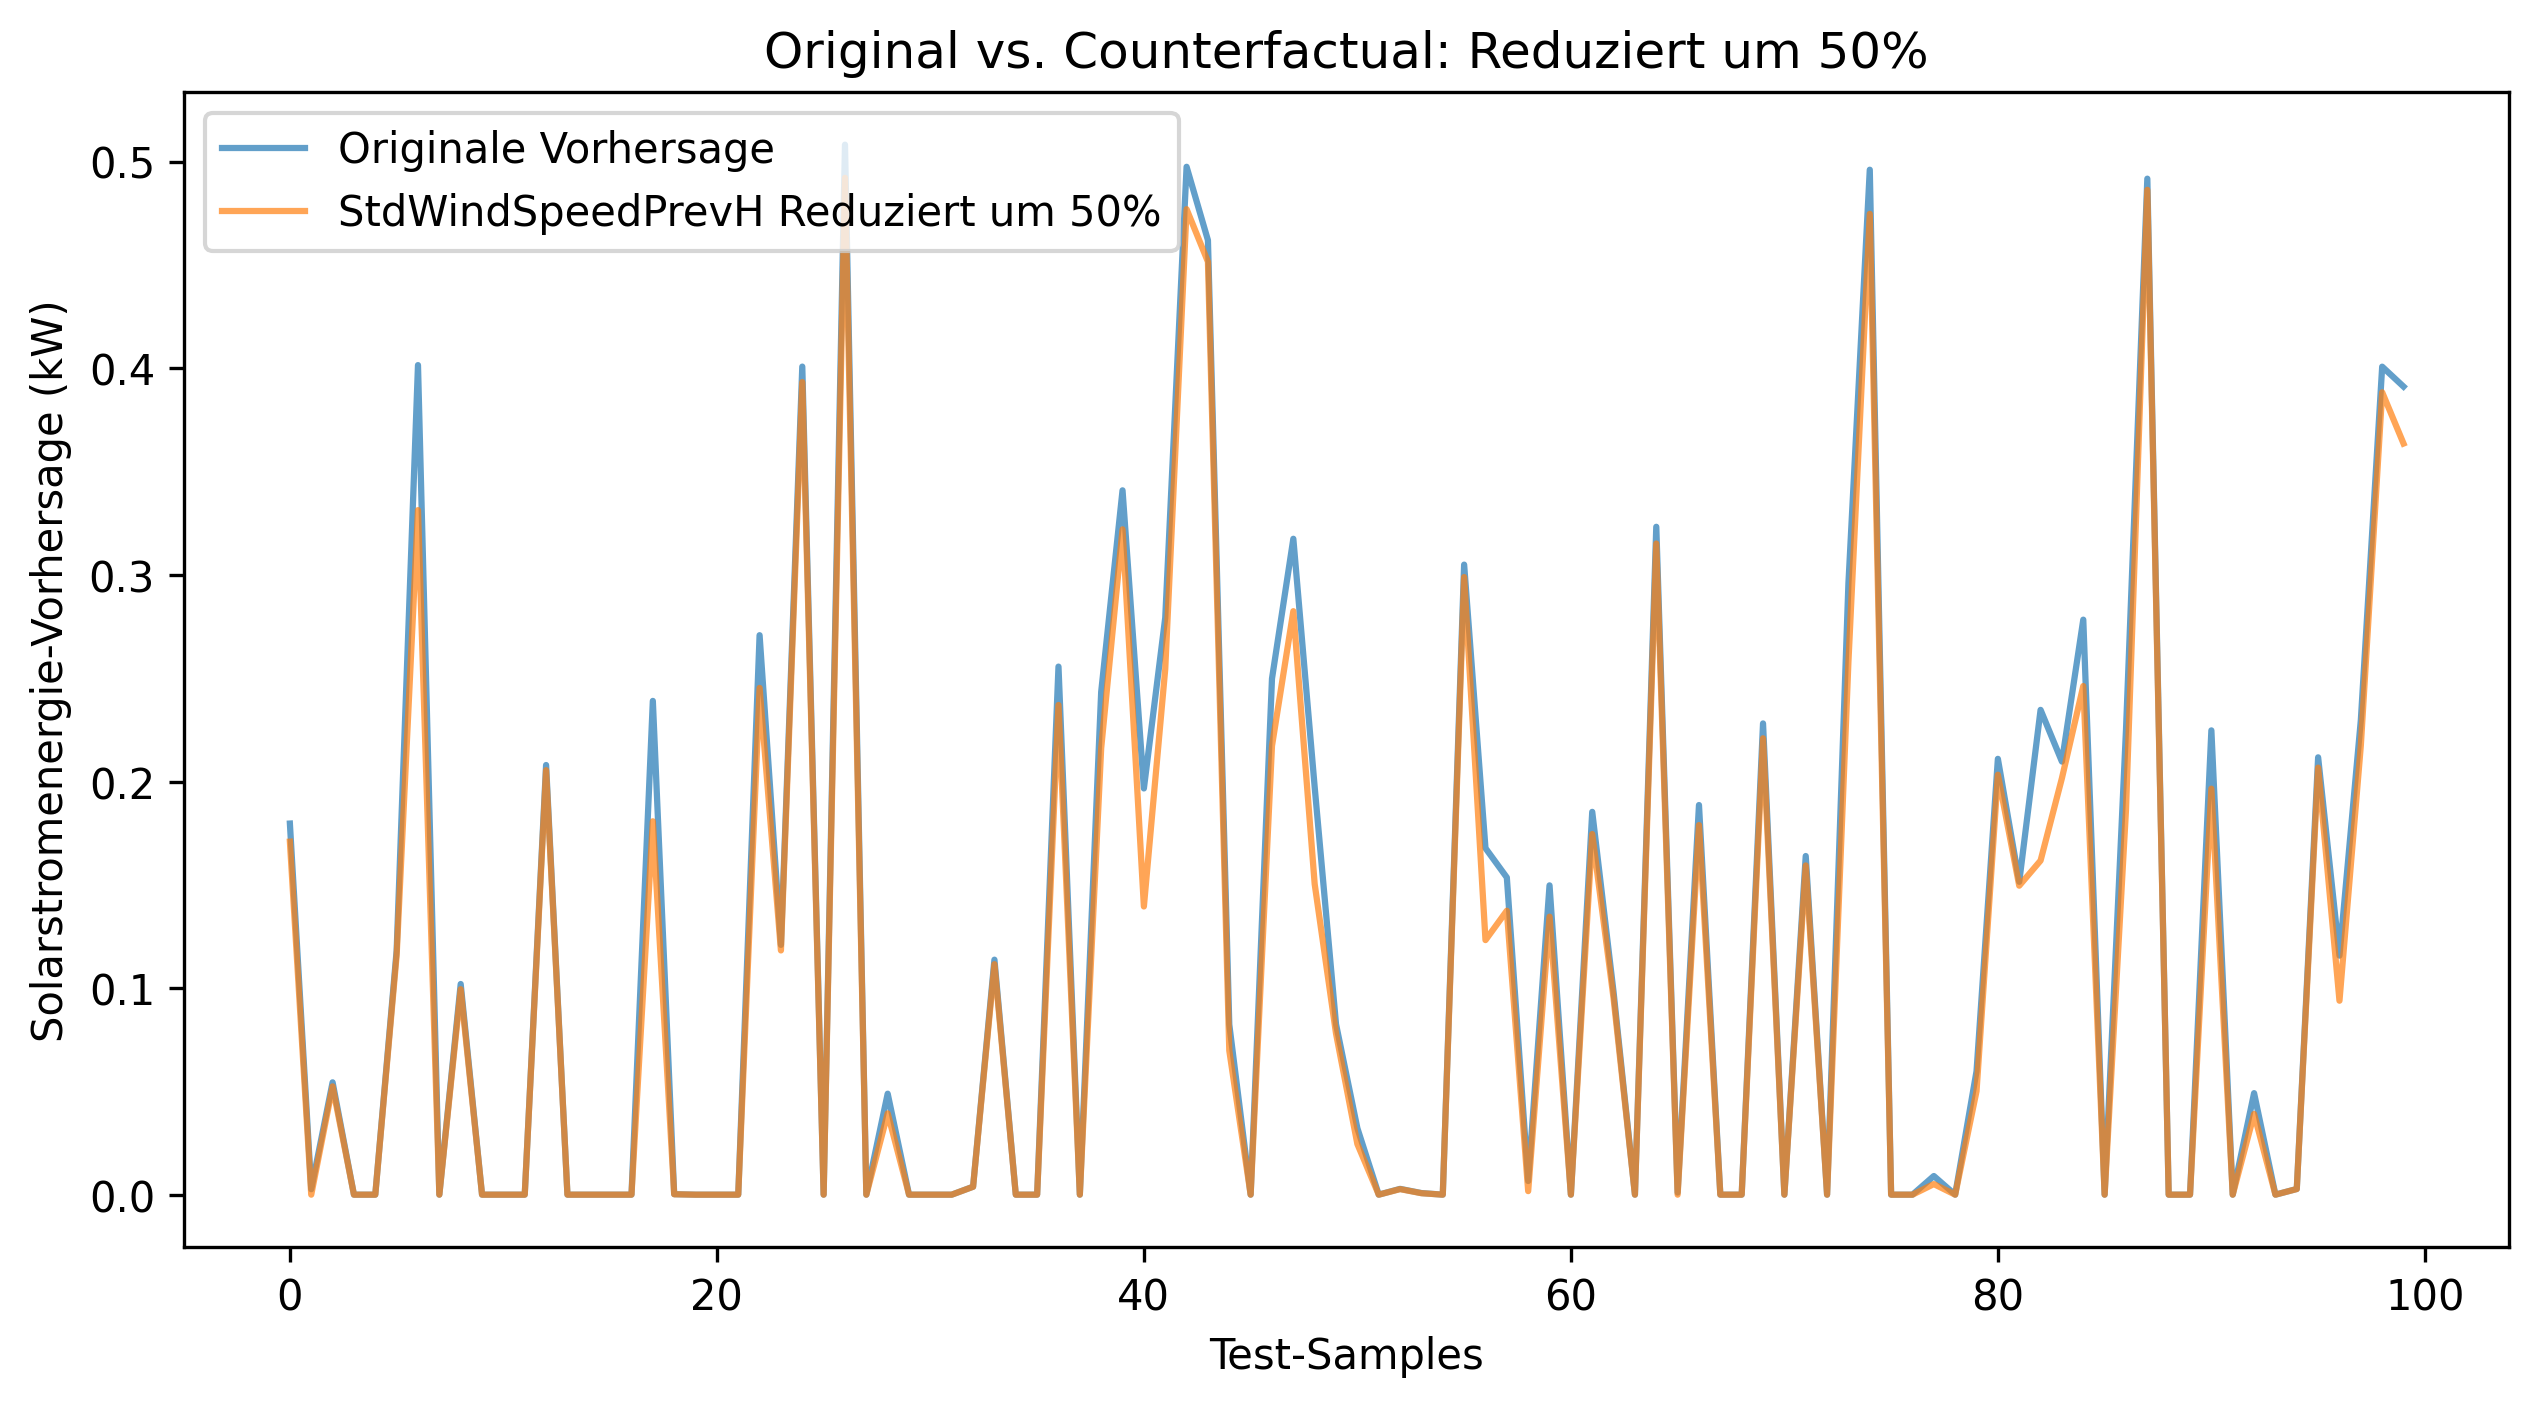 Original vs. Counterfactual: Reduziert um 50%
Originale Vorhersage
StdWindSpeedPrevH Reduziert um 50%
Solarstromenergie-Vorhersage (kW)
0.5
0.4
0.3
0.2
0.1
0.0
0 20 40 60 80 100
Test-Samples